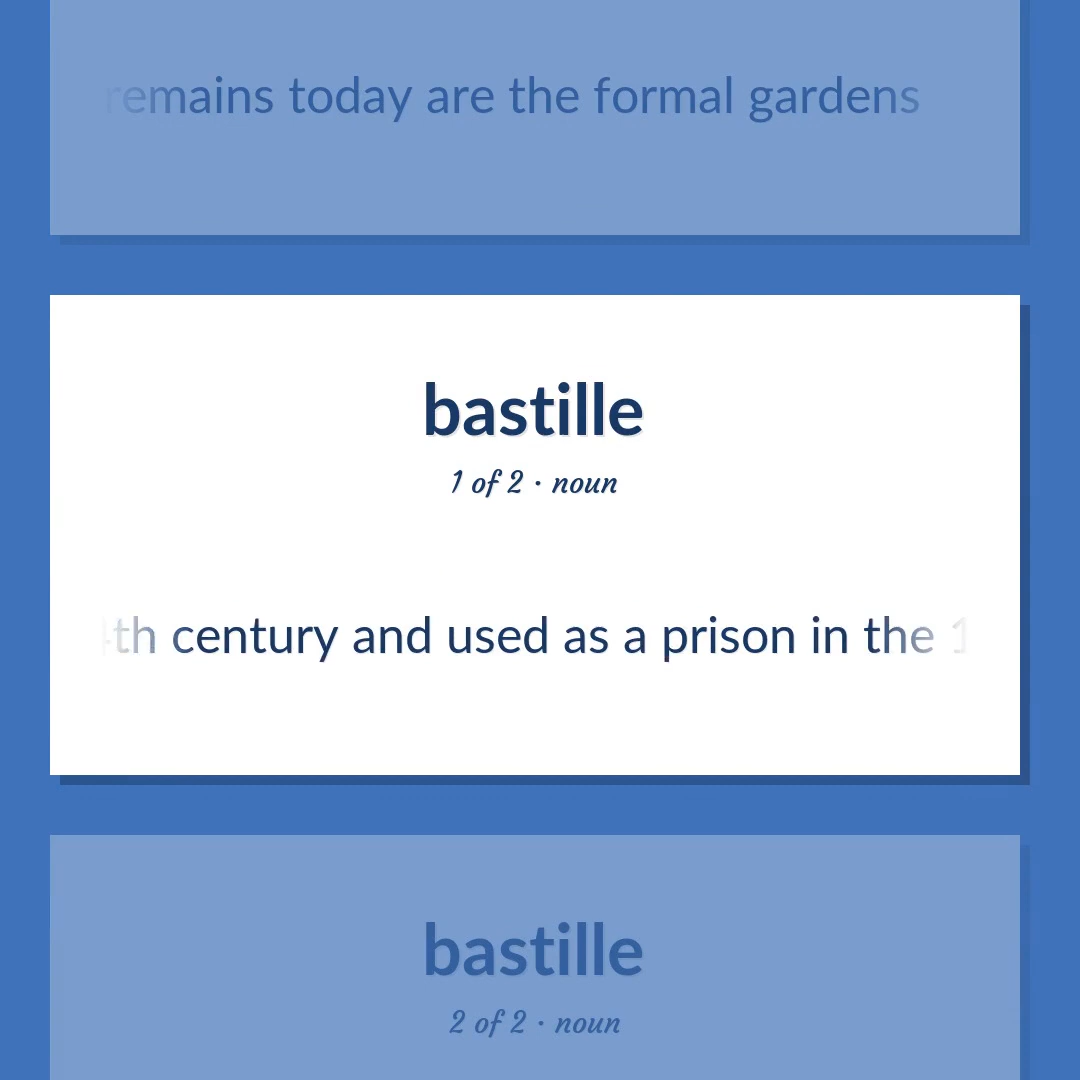 remains today are the formal gardens
bastille
1 of 2 · noun
th century and used as a prison in the 1
bastille
2 of 2 · noun